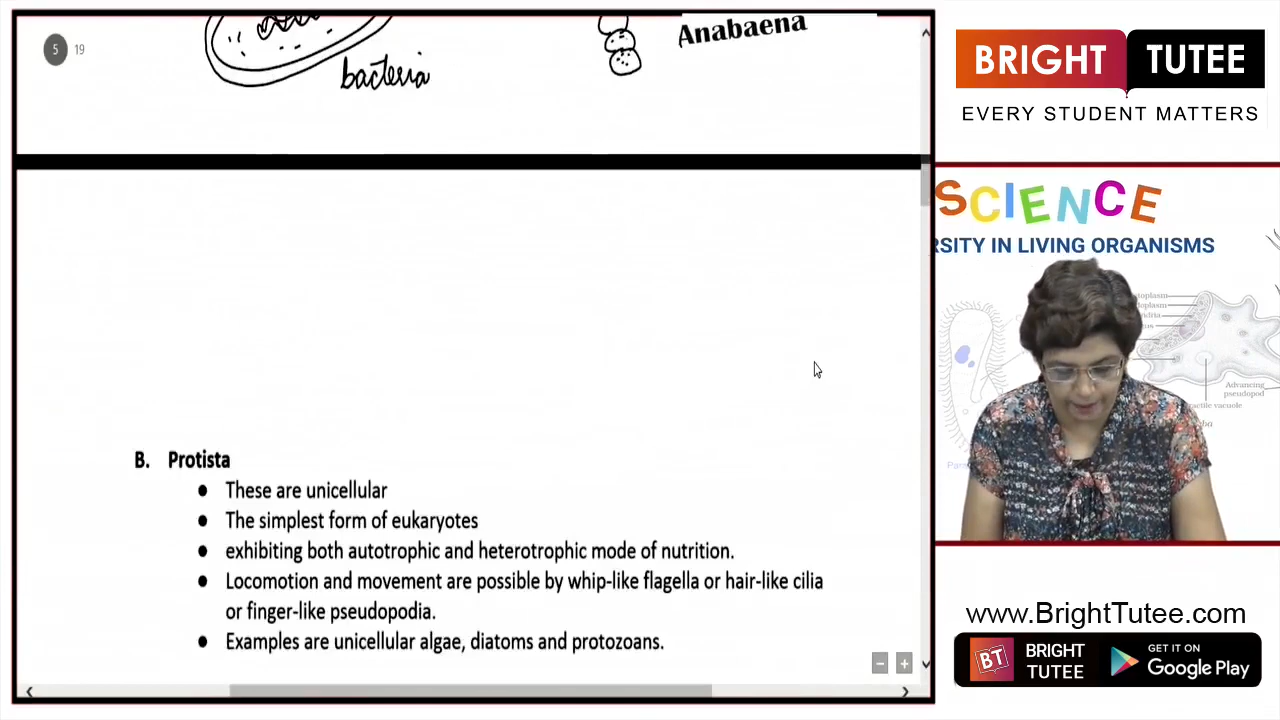 5 19
bacteria
Anabaena
B. Protista
● These are unicellular
● The simplest form of eukaryotes
● exhibiting both autotrophic and heterotrophic mode of nutrition.
● Locomotion and movement are possible by whip-like flagella or hair-like cilia
or finger-like pseudopodia.
● Examples are unicellular algae, diatoms and protozoans.
BRIGHT TUTEE
EVERY STUDENT MATTERS
SCIENCE
RSITY IN LIVING ORGANISMS
Advancing
pseudopod
www.BrightTutee.com
BT BRIGHT
TUTEE
GET IT ON
Google Play